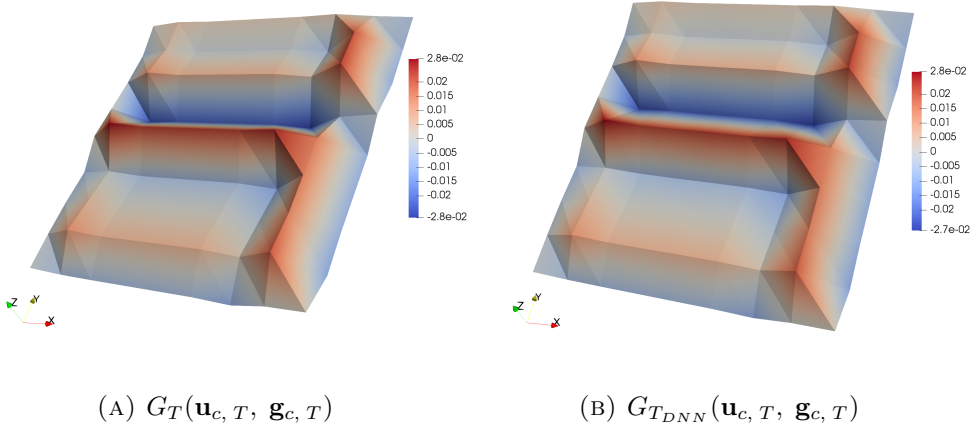 2.8e-02
0.02
0.015
0.01
0.005
0
-0.005
-0.01
-0.015
-0.02
-2.8e-02
Z Y X
(A) G_T(u_{c, T}, g_{c, T})
2.8e-02
0.02
0.015
0.01
0.005
0
-0.005
-0.01
-0.015
-0.02
-2.7e-02
Z Y X
(B) G_{T_{DNN}}(u_{c, T}, g_{c, T})